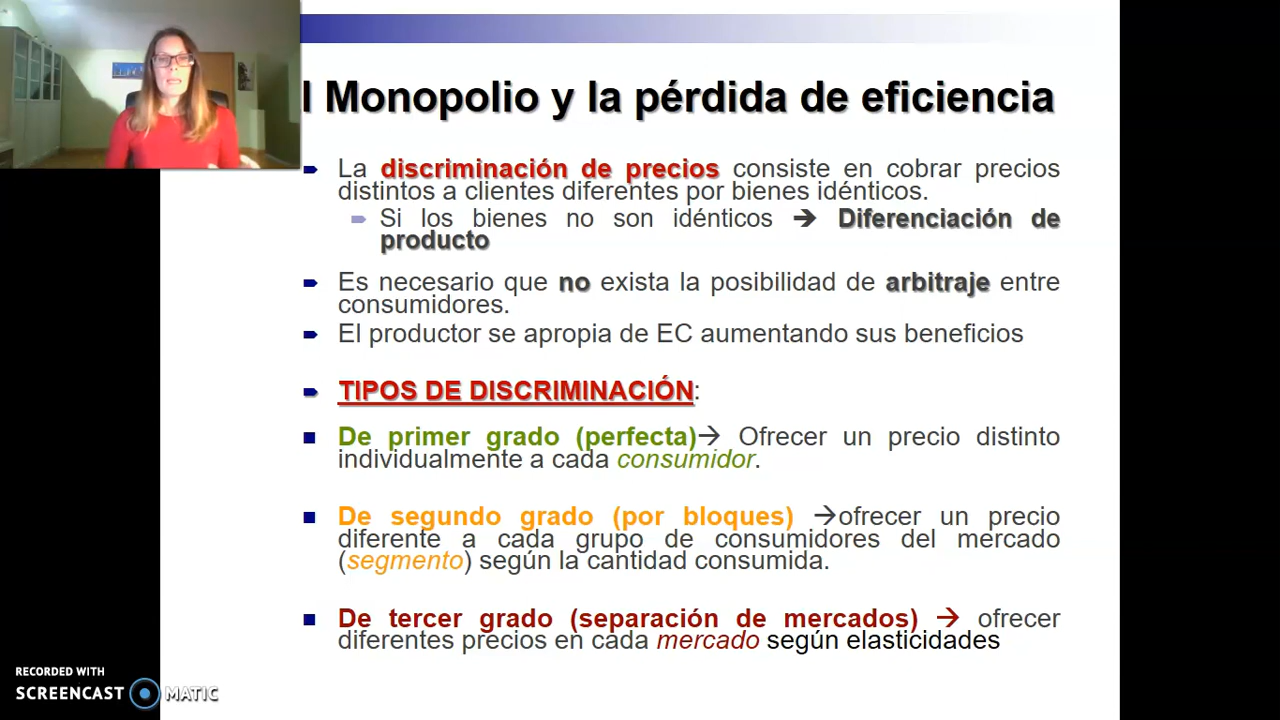 l Monopolio y la pérdida de eficiencia
La discriminación de precios consiste en cobrar precios
distintos a clientes diferentes por bienes idénticos.
Si los bienes no son idénticos ➔ Diferenciación de
producto
Es necesario que no exista la posibilidad de arbitraje entre
consumidores.
El productor se apropia de EC aumentando sus beneficios
TIPOS DE DISCRIMINACIÓN:
De primer grado (perfecta)→ Ofrecer un precio distinto
individualmente a cada consumidor.
De segundo grado (por bloques) →ofrecer un precio
diferente a cada grupo de consumidores del mercado
(segmento) según la cantidad consumida.
De tercer grado (separación de mercados) → ofrecer
diferentes precios en cada mercado según elasticidades
RECORDED WITH
SCREENCAST MATIC